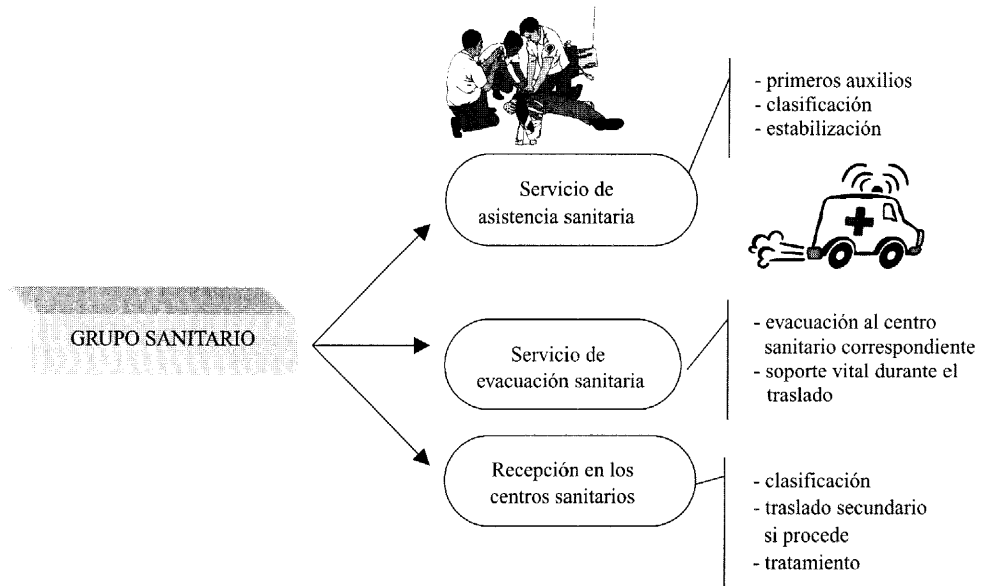 - primeros auxilios
- clasificación
- estabilización
Servicio de
asistencia sanitaria
GRUPO SANITARIO
Servicio de
evacuación sanitaria
- evacuación al centro
sanitario correspondiente
- soporte vital durante el
traslado
Recepción en los
centros sanitarios
- clasificación
- traslado secundario
si procede
- tratamiento